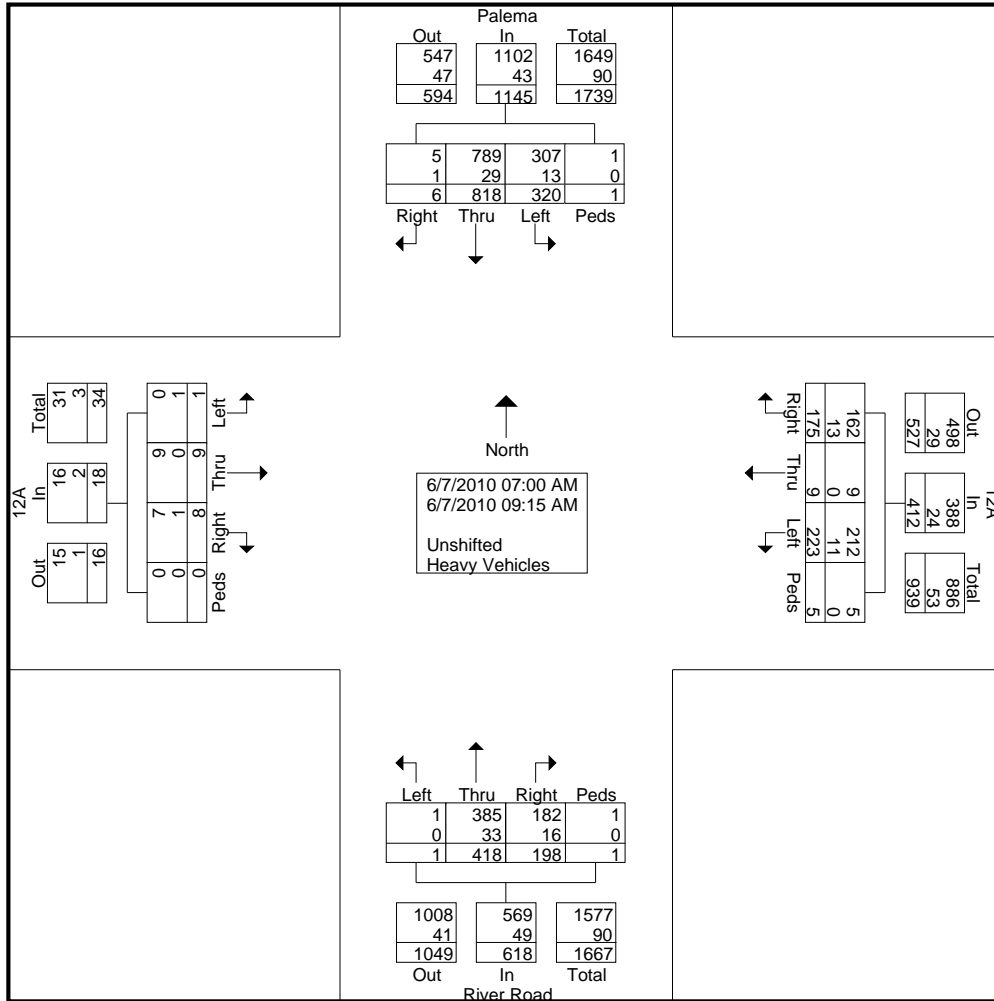 Palema
Out In Total
547 1102 1649
47 43 90
594 1145 1739
5 789 307 1
1 29 13 0
6 818 320 1
Right Thru Left Peds
12A
Total In Out
31 16 15
3 2 1
34 18 16
0 9 7 0
1 0 1 0
1 9 8 0
Left Thru Right Peds
North
6/7/2010 07:00 AM
6/7/2010 09:15 AM
Unshifted
Heavy Vehicles
Right Thru Left Peds
162 9 212 5
13 0 11 0
175 9 223 5
Out In Total
498 388 886
29 24 53
527 412 939
12A
Left Thru Right Peds
1 385 182 1
0 33 16 0
1 418 198 1
1008 569 1577
41 49 90
1049 618 1667
Out In Total
River Road